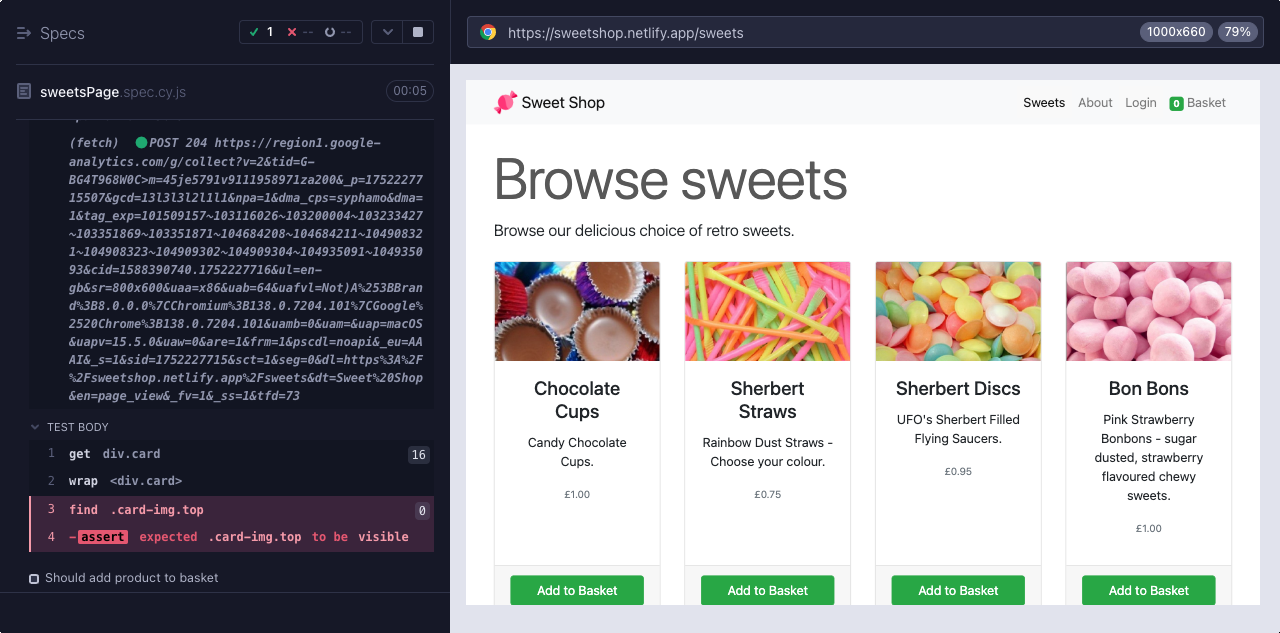 Specs
1 -- --
sweetsPage.spec.cy.js
00:05
(fetch) POST 204 https://region1.google-
analytics.com/g/collect?v=2&tid=G-
BG4T968W0C>m=45je5791v9111958971za200&_p=17522277
15507&gcd=13l3l3l2l1l1&npa=1&dma_cps=syphamo&dma=
1&tag_exp=101509157~103116026~103200004~103233427
~103351869~103351871~104684208~104684211~10490832
1~104908323~104909302~104909304~104935091~1049350
93&cid=1588390740.1752227716&ul=en-
gb&sr=800x600&uaa=x86&uab=64&uafvl=Not)A%253BBran
d%3B8.0.0.0%7CChromium%3B138.0.7204.101%7CGoogle%
2520Chrome%3B138.0.7204.101&uamb=0&uam=&uap=macOS
&uapv=15.5.0&uaw=0&are=1&frm=1&pscdl=noapi&_eu=AA
AI&_s=1&sid=1752227715&sct=1&seg=0&dl=https%3A%2F
%2Fsweetshop.netlify.app%2Fsweets&dt=Sweet%20Shop
&en=page_view&_fv=1&_ss=1&tfd=73
TEST BODY
1 get div.card 16
2 wrap <div.card>
3 find .card-img.top 0
4 -assert expected .card-img.top to be visible
Should add product to basket
https://sweetshop.netlify.app/sweets
1000x660 79%
Sweet Shop
Sweets About Login 0 Basket
Browse sweets
Browse our delicious choice of retro sweets.
Chocolate
Cups
Candy Chocolate
Cups.
£1.00
Add to Basket
Sherbert
Straws
Rainbow Dust Straws -
Choose your colour.
£0.75
Add to Basket
Sherbert Discs
UFO's Sherbert Filled
Flying Saucers.
£0.95
Add to Basket
Bon Bons
Pink Strawberry
Bonbons - sugar
dusted, strawberry
flavoured chewy
sweets.
£1.00
Add to Basket